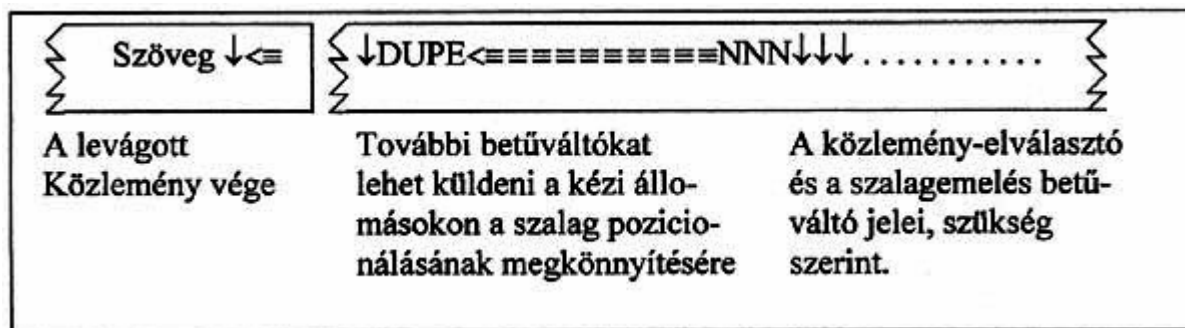 Szöveg ↓<≡
↓DUPE<≡≡≡≡≡≡≡≡≡≡NNN↓↓↓...........
A levágott
Közlemény vége
További betűváltókat
lehet küldeni a kézi állo-
másokon a szalag pozicio-
nálásának megkönnyítésére
A közlemény-elválasztó
és a szalagemelés betű-
váltó jelei, szükség
szerint.